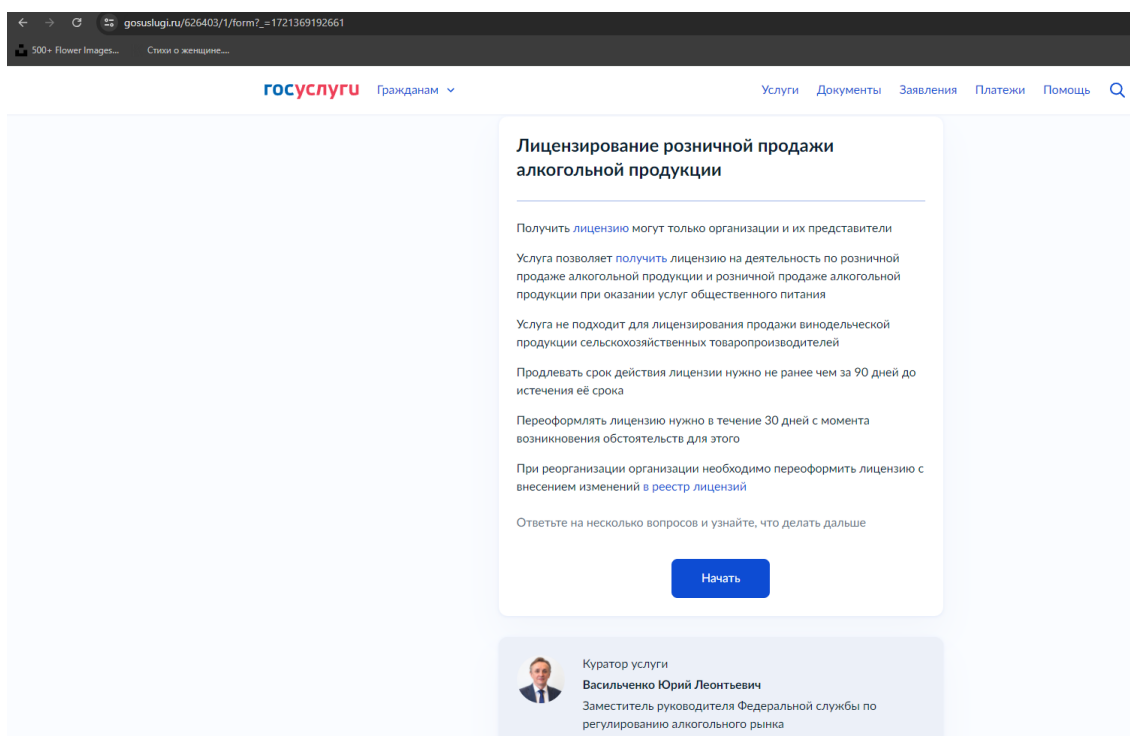 gosuslugi.ru/626403/1/form?_=1721369192661
500+ Flower Images...
Стихи о женщине....
госуслуги Гражданам Услуги Документы Заявления Платежи Помощь
Лицензирование розничной продажи
алкогольной продукции
Получить лицензию могут только организации и их представители
Услуга позволяет получить лицензию на деятельность по розничной
продаже алкогольной продукции и розничной продаже алкогольной
продукции при оказании услуг общественного питания
Услуга не подходит для лицензирования продажи винодельческой
продукции сельскохозяйственных товаропроизводителей
Продлевать срок действия лицензии нужно не ранее чем за 90 дней до
истечения её срока
Переоформлять лицензию нужно в течение 30 дней с момента
возникновения обстоятельств для этого
При реорганизации организации необходимо переоформить лицензию с
внесением изменений в реестр лицензий
Ответьте на несколько вопросов и узнайте, что делать дальше
Начать
Куратор услуги
Васильченко Юрий Леонтьевич
Заместитель руководителя Федеральной службы по
регулированию алкогольного рынка